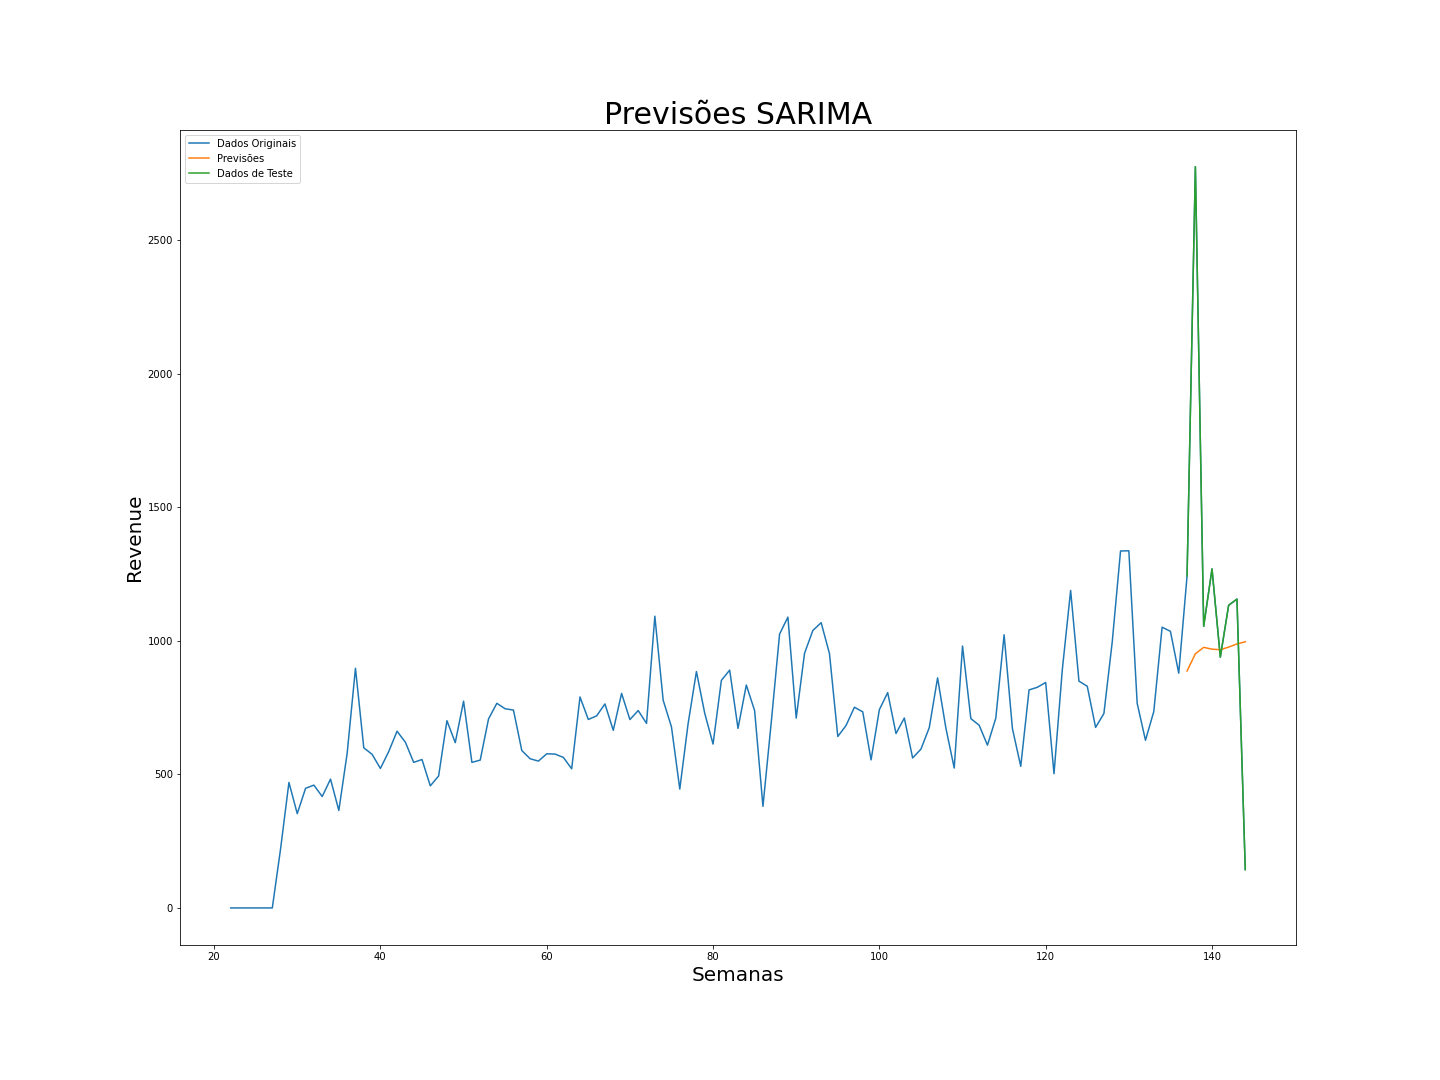 Previsões SARIMA
Dados Originais
Previsões
Dados de Teste
Revenue
2500
2000
1500
1000
500
0
20 40 60 80 100 120 140
Semanas